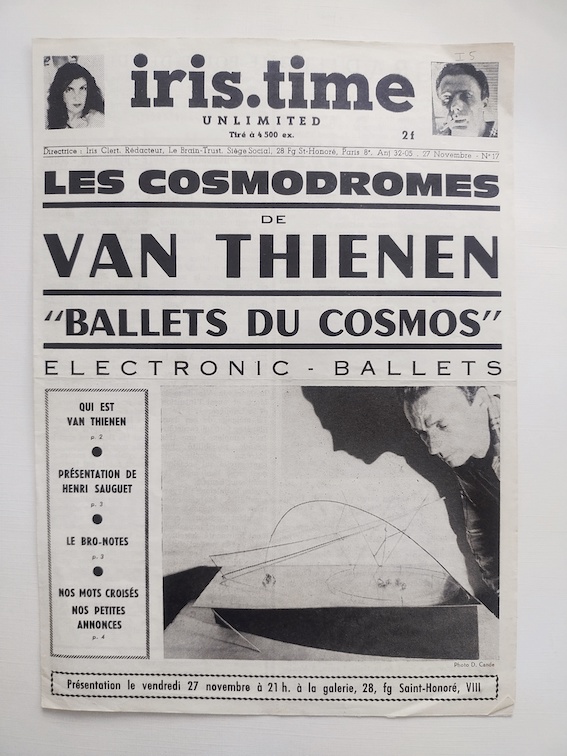 I5
iris.time
UNLIMITED
Tiré à 4 500 ex.
2 f
Directrice : Iris Clert. Rédacteur, Le Brain-Trust. Siège Social, 28 Fg St-Honoré, Paris 8e. Anj 32-05 . 27 Novembre - N° 17
LES COSMODROMES
DE
VAN THIENEN
"BALLETS DU COSMOS"
ELECTRONIC - BALLETS
QUI EST
VAN THIENEN
p. 2
PRÉSENTATION DE
HENRI SAUGUET
p. 3
LE BRO-NOTES
p. 3
NOS MOTS CROISÉS
NOS PETITES
ANNONCES
p. 4
Photo D.
Présentation le vendredi 27 novembre à 21 h. à la galerie, 28, fg Saint-Honoré, VIII